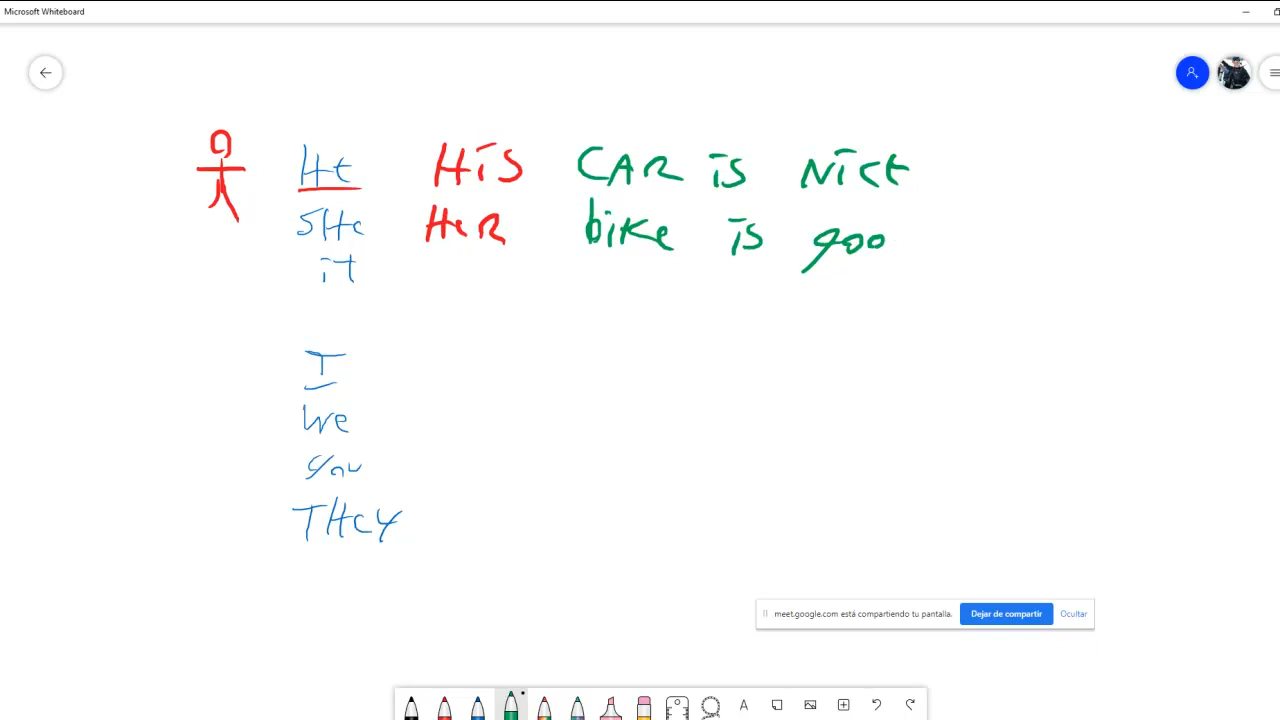 Microsoft Whiteboard
He His CAR is Nice
SHe HeR bike is goo
it
I
We
you
THeY
meet.google.com está compartiendo tu pantalla. Dejar de compartir Ocultar
A